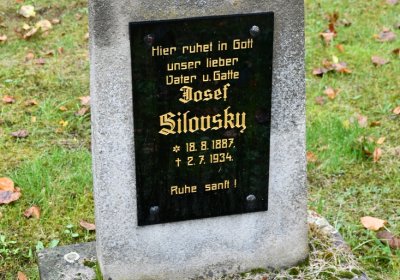 Hier ruhet in Gott
unser lieber
Vater u. Gatte
Josef
Silovsky
* 18. 8. 1887.
† 2. 7. 1934.
Ruhe sanft !